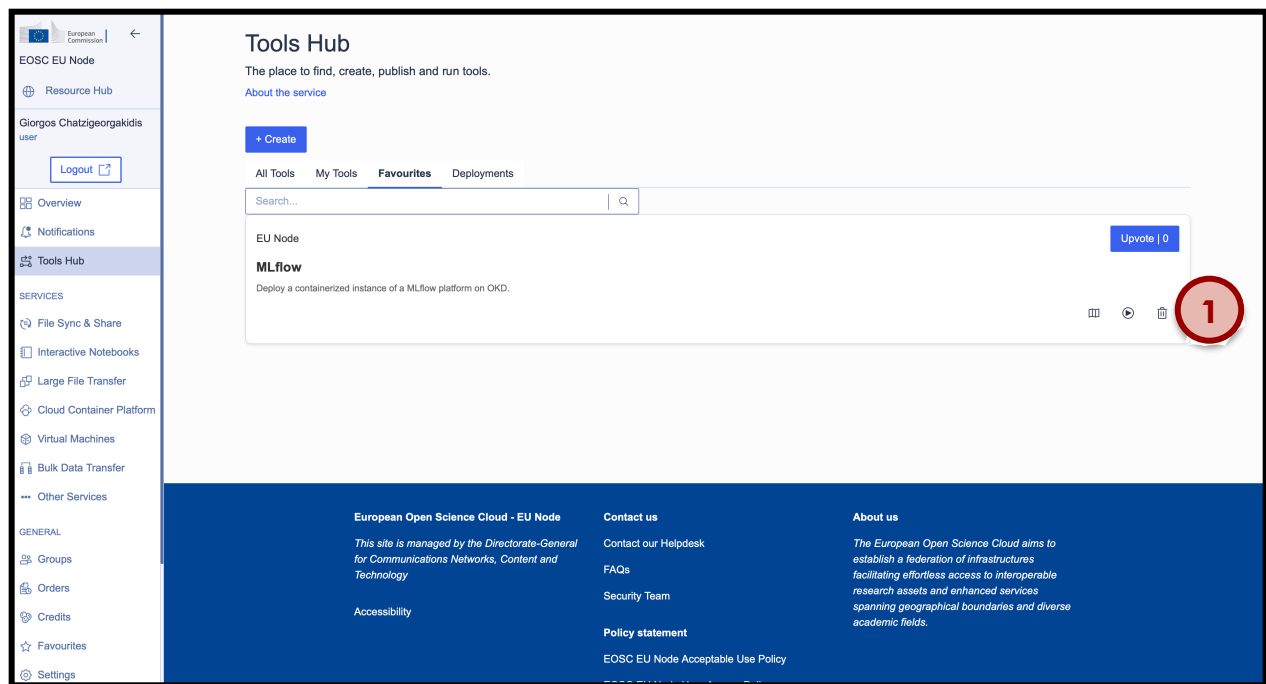 European
Commission
EOSC EU Node
Resource Hub
Giorgos Chatzigeorgakidis
user
Logout
Overview
Notifications
Tools Hub
SERVICES
File Sync & Share
Interactive Notebooks
Large File Transfer
Cloud Container Platform
Virtual Machines
Bulk Data Transfer
Other Services
GENERAL
Groups
Orders
Credits
Favourites
Settings
Tools Hub
The place to find, create, publish and run tools.
About the service
+ Create
All Tools My Tools Favourites Deployments
Search...
EU Node
Upvote | 0
MLflow
Deploy a containerized instance of a MLflow platform on OKD.
1
European Open Science Cloud - EU Node
This site is managed by the Directorate-General
for Communications Networks, Content and
Technology
Accessibility
Contact us
Contact our Helpdesk
FAQs
Security Team
Policy statement
EOSC EU Node Acceptable Use Policy
About us
The European Open Science Cloud aims to
establish a federation of infrastructures
facilitating effortless access to interoperable
research assets and enhanced services
spanning geographical boundaries and diverse
academic fields.